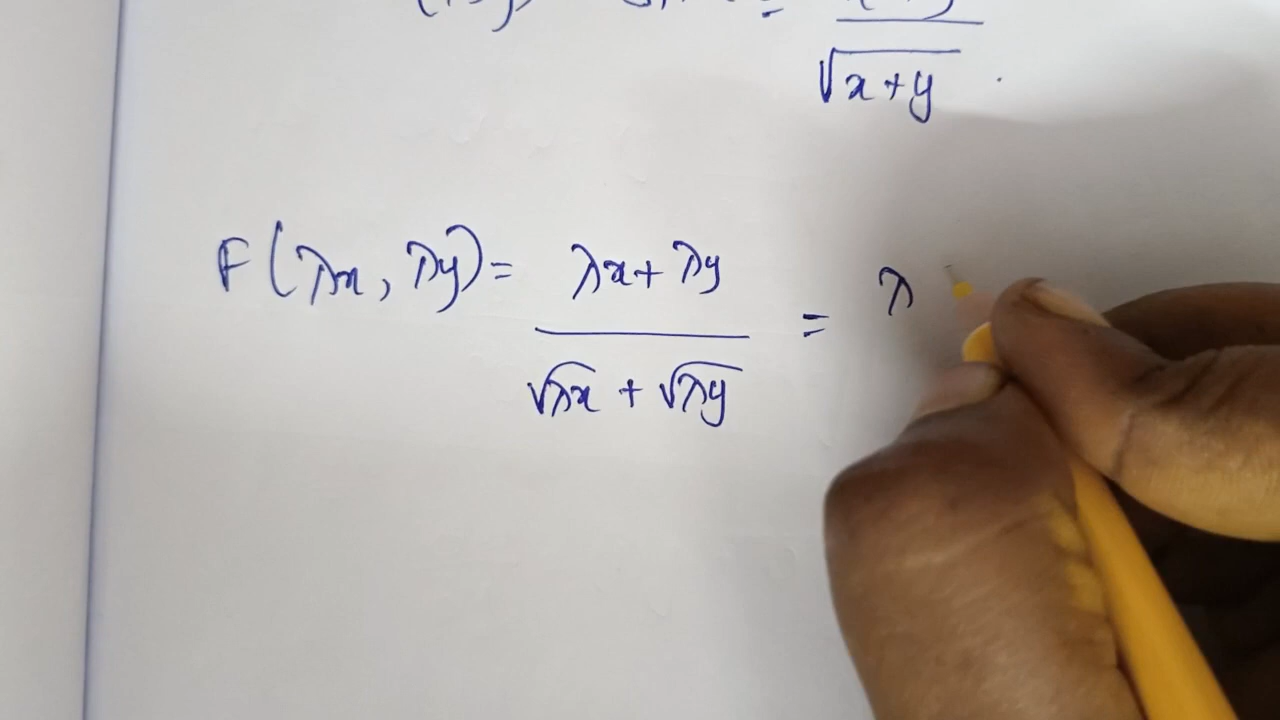 √x+y
F(λx, λy) = λx + λy / √λx + √λy = λ